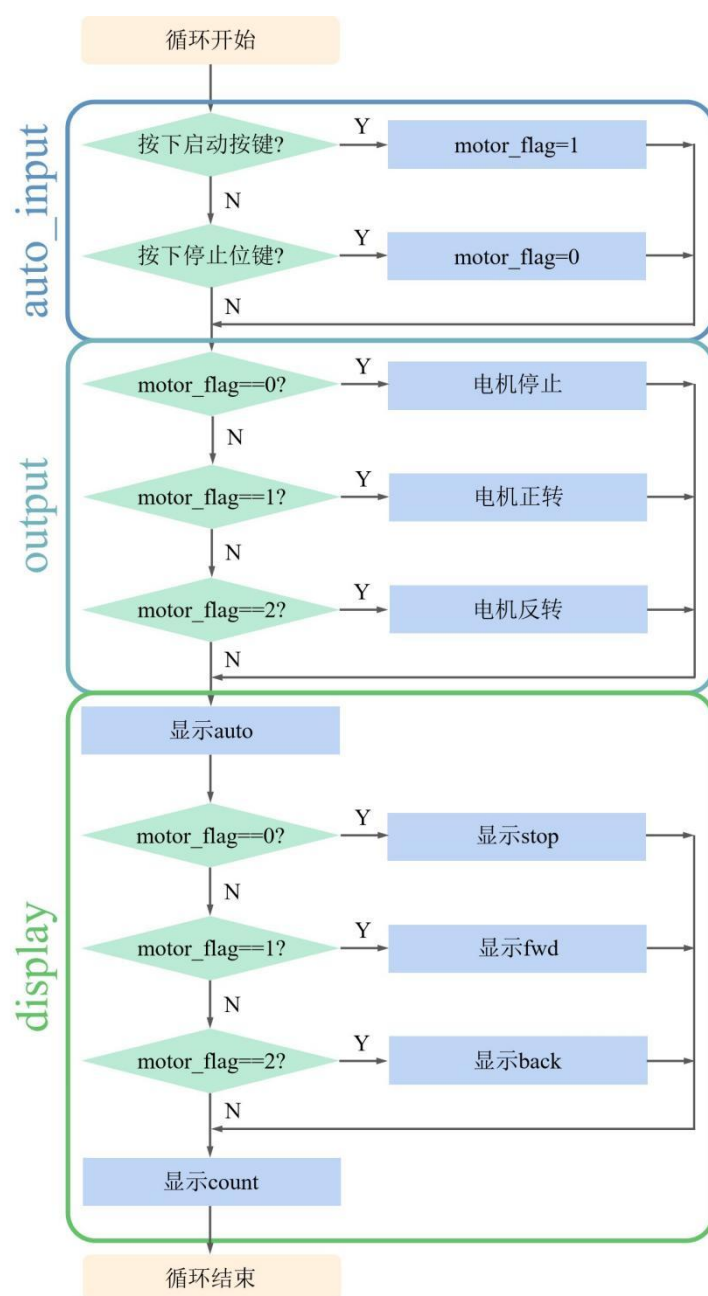 循环开始
auto_input
按下启动按键?
Y
motor_flag=1
N
按下停止位键?
Y
motor_flag=0
N
output
motor_flag==0?
Y
电机停止
N
motor_flag==1?
Y
电机正转
N
motor_flag==2?
Y
电机反转
N
display
显示auto
motor_flag==0?
Y
显示stop
N
motor_flag==1?
Y
显示fwd
N
motor_flag==2?
Y
显示back
N
显示count
循环结束